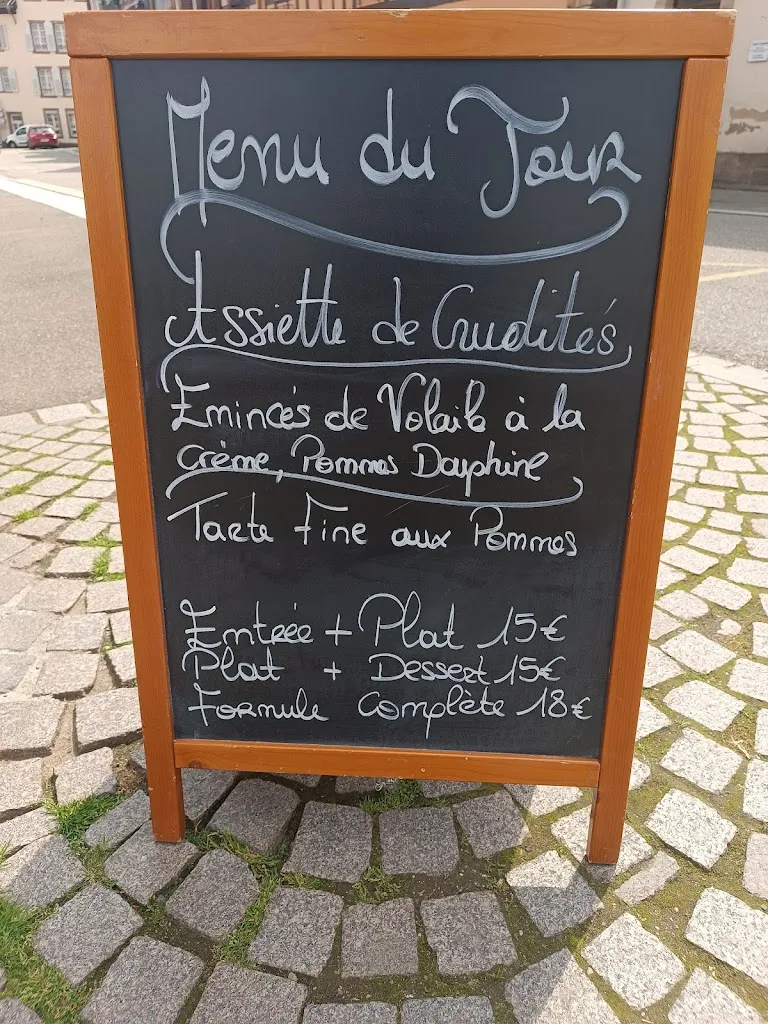 Menu du Jour
Assiette de Crudités
Emincés de Volaille à la
crème, Pommes Dauphine
Tarte Fine aux Pommes
Entrée + Plat 15€
Plat + Dessert 15€
Formule Complète 18€